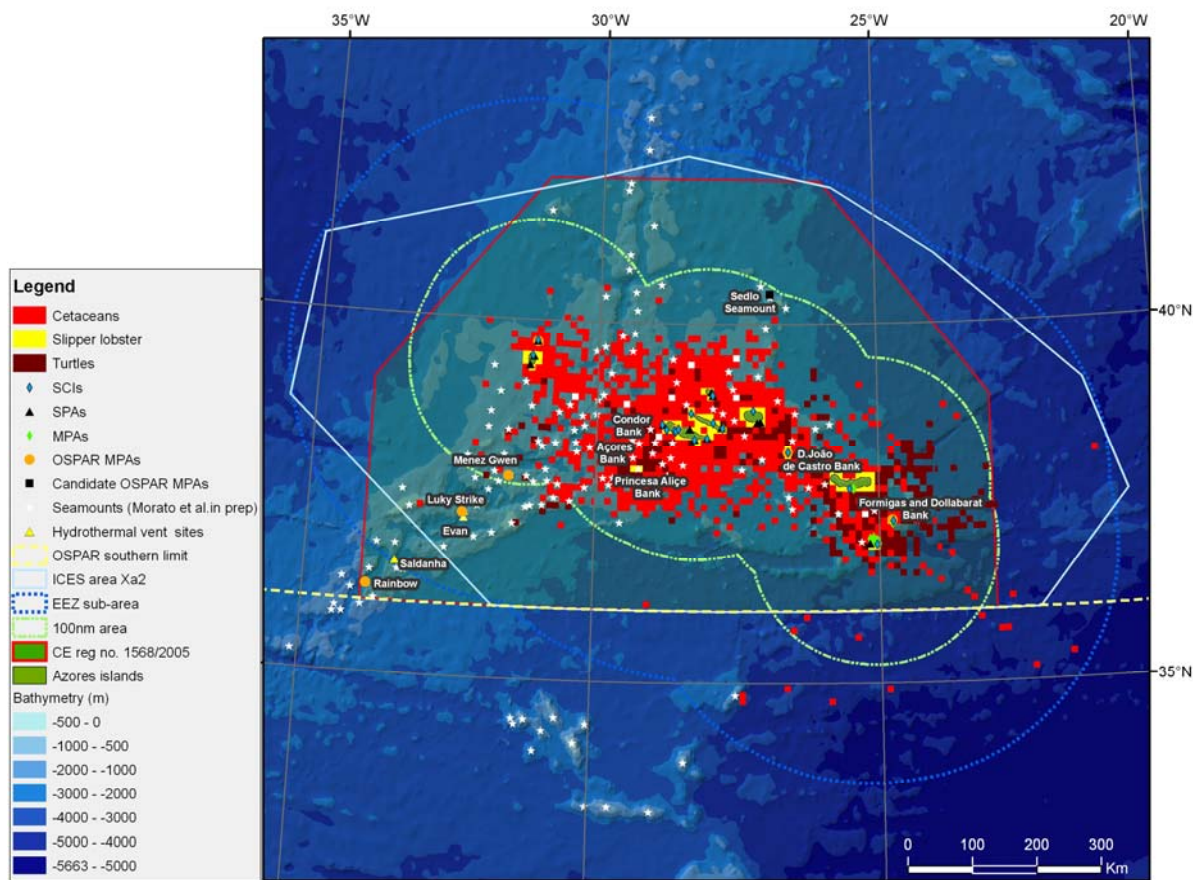 35°W
30°W
25°W
20°W
40°N
35°N
Legend
Cetaceans
Slipper lobster
Turtles
SCIs
SPAs
MPAs
OSPAR MPAs
Candidate OSPAR MPAs
Seamounts (Morato et al.in prep)
Hydrothermal vent sites
OSPAR southern limit
ICES area Xa2
EEZ sub-area
100nm area
CE reg no. 1568/2005
Azores islands
Bathymetry (m)
-500 - 0
-1000 - -500
-2000 - -1000
-3000 - -2000
-4000 - -3000
-5000 - -4000
-5663 - -5000
Sedlo
Seamount
Condor
Bank
Açores
Bank
Princesa Aliçe
Bank
D.João
de Castro Bank
Formigas and Dollabarat
Bank
Menez Gwen
Luky Strike
Evan
Saldanha
Rainbow
0 100 200 300
Km